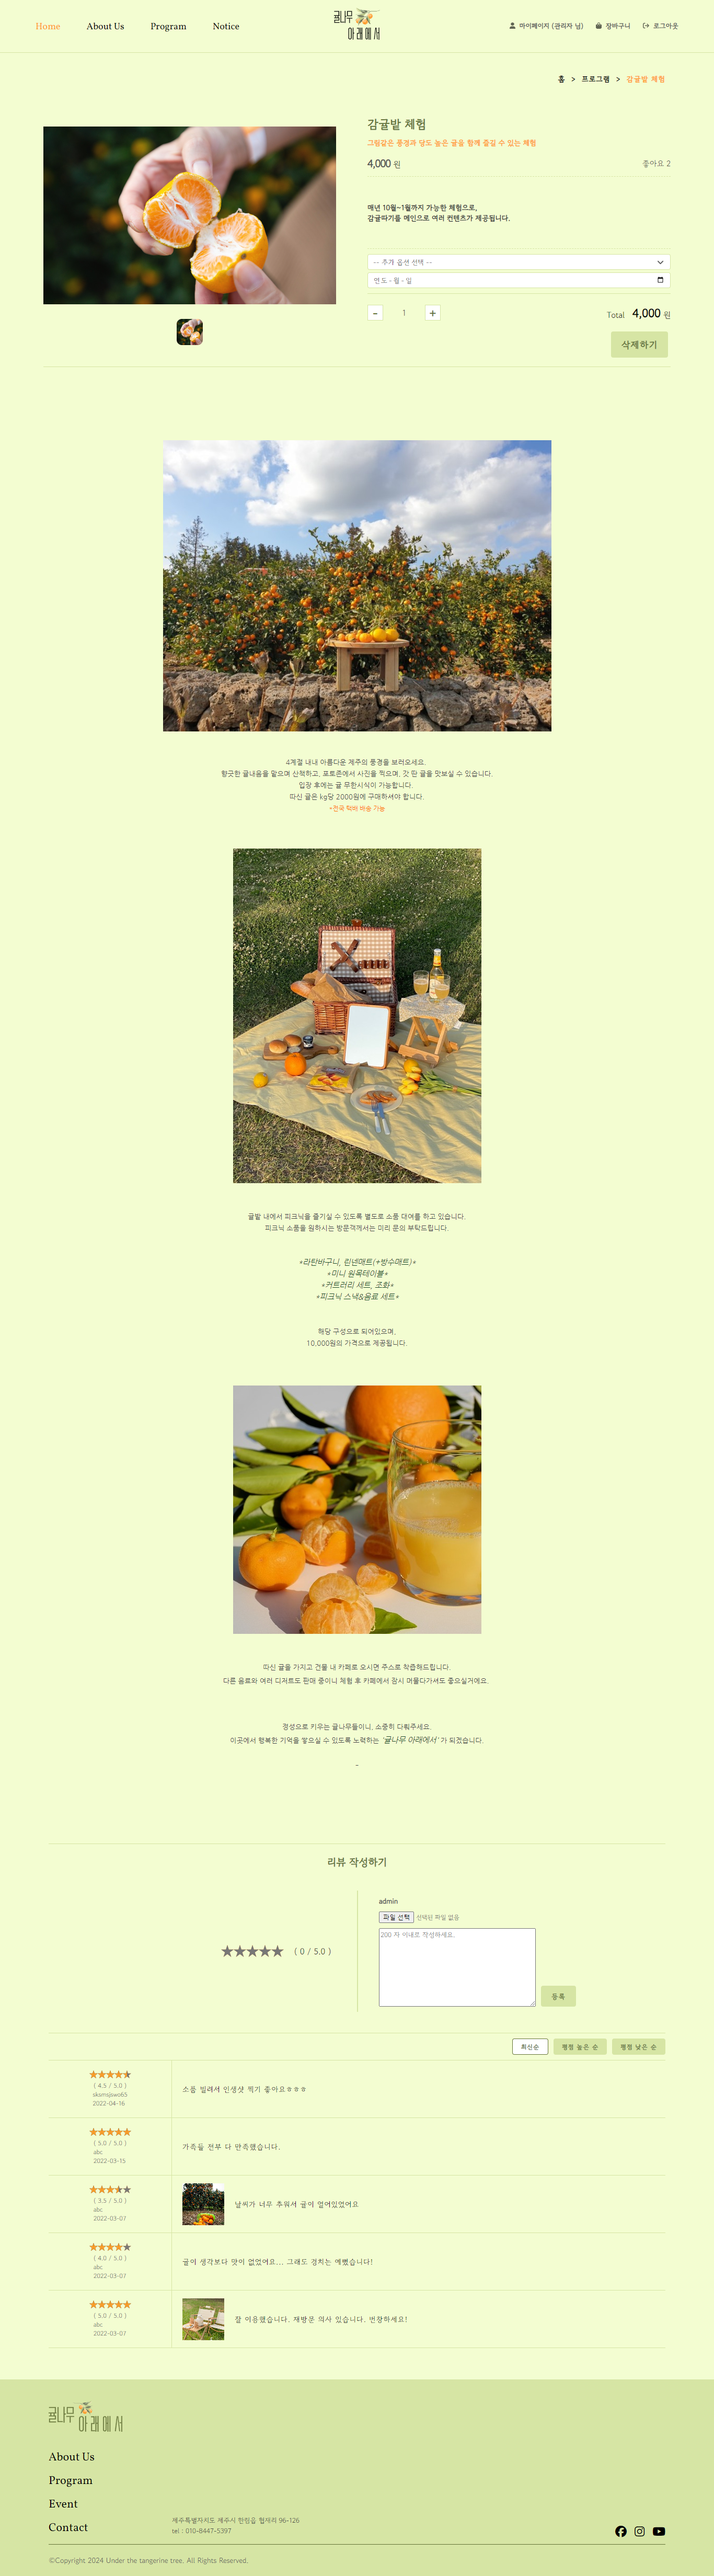 Home
About Us
Program
Notice
귤나무
아래에서
마이페이지 (관리자 님)
장바구니
로그아웃
홈 > 프로그램 > 감귤밭 체험
감귤밭 체험
그림같은 풍경과 당도 높은 귤을 함께 즐길 수 있는 체험
4,000 원
좋아요 2
매년 10월~1월까지 가능한 체험으로,
감귤따기를 메인으로 여러 컨텐츠가 제공됩니다.
-- 추가 옵션 선택 --
연도-월-일
- 1 +
Total 4,000 원
삭제하기
4계절 내내 아름다운 제주의 풍경을 보러오세요.
향긋한 귤내음을 맡으며 산책하고, 포토존에서 사진을 찍으며, 갓 딴 귤을 맛보실 수 있습니다.
입장 후에는 귤 무한시식이 가능합니다.
따신 귤은 kg당 2000원에 구매하셔야 합니다.
*전국 택배 배송 가능
귤밭 내에서 피크닉을 즐기실 수 있도록 별도로 소품 대여를 하고 있습니다.
피크닉 소품을 원하시는 방문객께서는 미리 문의 부탁드립니다.
*라탄바구니, 린넨매트(+방수매트)*
*미니 원목테이블*
*커트러리 세트, 조화*
*피크닉 스낵&음료 세트*
해당 구성으로 되어있으며,
10,000원의 가격으로 제공됩니다.
따신 귤을 가지고 건물 내 카페로 오시면 주스로 착즙해드립니다.
다른 음료와 여러 디저트도 판매 중이니 체험 후 카페에서 잠시 머물다가셔도 좋으실거에요.
정성으로 키우는 귤나무들이니, 소중히 다뤄주세요.
이곳에서 행복한 기억을 쌓으실 수 있도록 노력하는 '귤나무 아래에서' 가 되겠습니다.
-
리뷰 작성하기
★★★★★ ( 0 / 5.0 )
admin
파일 선택 선택된 파일 없음
200 자 이내로 작성하세요.
등록
최신순
평점 높은 순
평점 낮은 순
( 4.5 / 5.0 )
sksmsjswo65
2022-04-16
소품 빌려서 인생샷 찍기 좋아요ㅎㅎㅎ
( 5.0 / 5.0 )
abc
2022-03-15
가족들 전부 다 만족했습니다.
( 3.5 / 5.0 )
abc
2022-03-07
날씨가 너무 추워서 귤이 얼어있었어요
( 4.0 / 5.0 )
abc
2022-03-07
귤이 생각보다 맛이 없었어요... 그래도 경치는 예뻤습니다!
( 5.0 / 5.0 )
abc
2022-03-07
잘 이용했습니다. 재방문 의사 있습니다. 번창하세요!
귤나무
아래에서
About Us
Program
Event
Contact
제주특별자치도 제주시 한림읍 협재리 96-126
tel : 010-8447-5397
©Copyright 2024 Under the tangerine tree. All Rights Reserved.